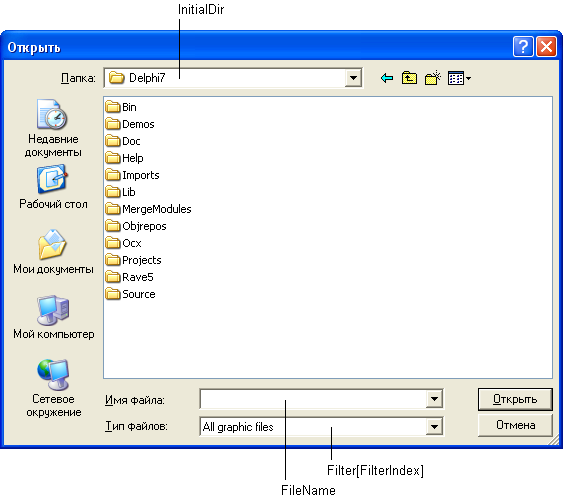 InitialDir
Открыть
Папка:
Delphi7
Недавние
документы
Рабочий стол
Мои документы
Мой компьютер
Сетевое
окружение
Bin
Demos
Doc
Help
Imports
Lib
MergeModules
Objrepos
Ocx
Projects
Rave5
Source
Имя файла:
Открыть
Тип файлов:
All graphic files
Отмена
Filter[FilterIndex]
FileName